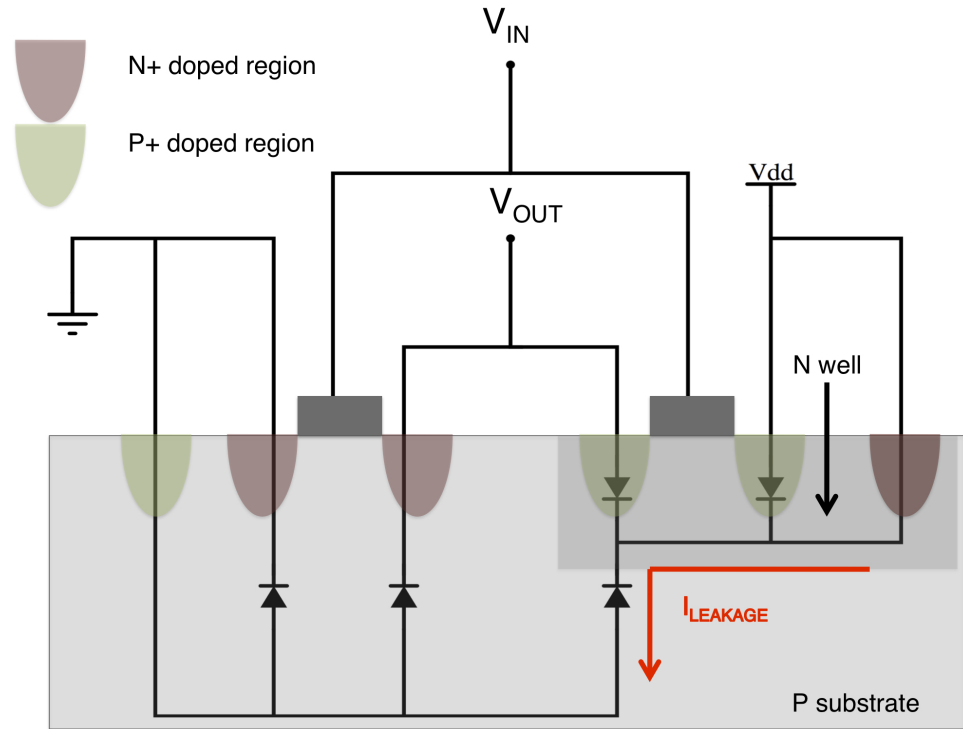 V_IN
N+ doped region
P+ doped region
Vdd
V_OUT
N well
I_LEAKAGE
P substrate